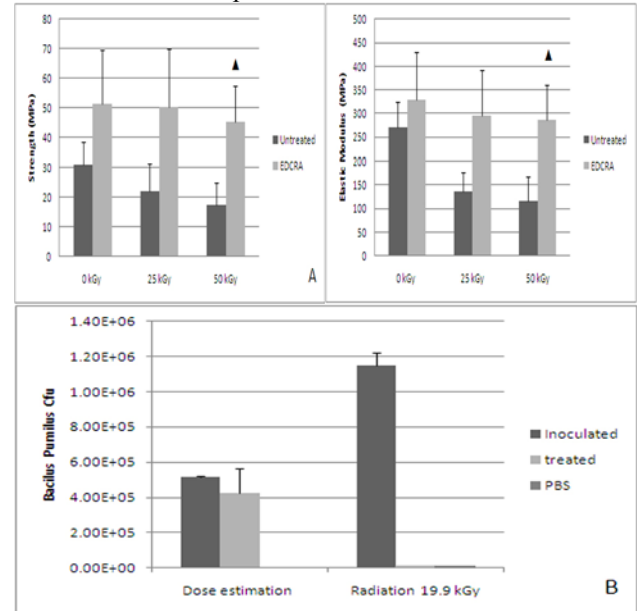 80
70
60
50
40
30
20
10
0
Strength (MPa)
0 kGy
25 kGy
50 kGy
Untreated
EDCRA
A
500
450
400
350
300
250
200
150
100
50
0
Elastic Modulus (MPa)
0 kGy
25 kGy
50 kGy
Untreated
EDCRA
1.40E+06
1.20E+06
1.00E+06
8.00E+05
6.00E+05
4.00E+05
2.00E+05
0.00E+00
Bacilus Pumilus Cfu
Dose estimation
Radiation 19.9 kGy
Inoculated
treated
PBS
B